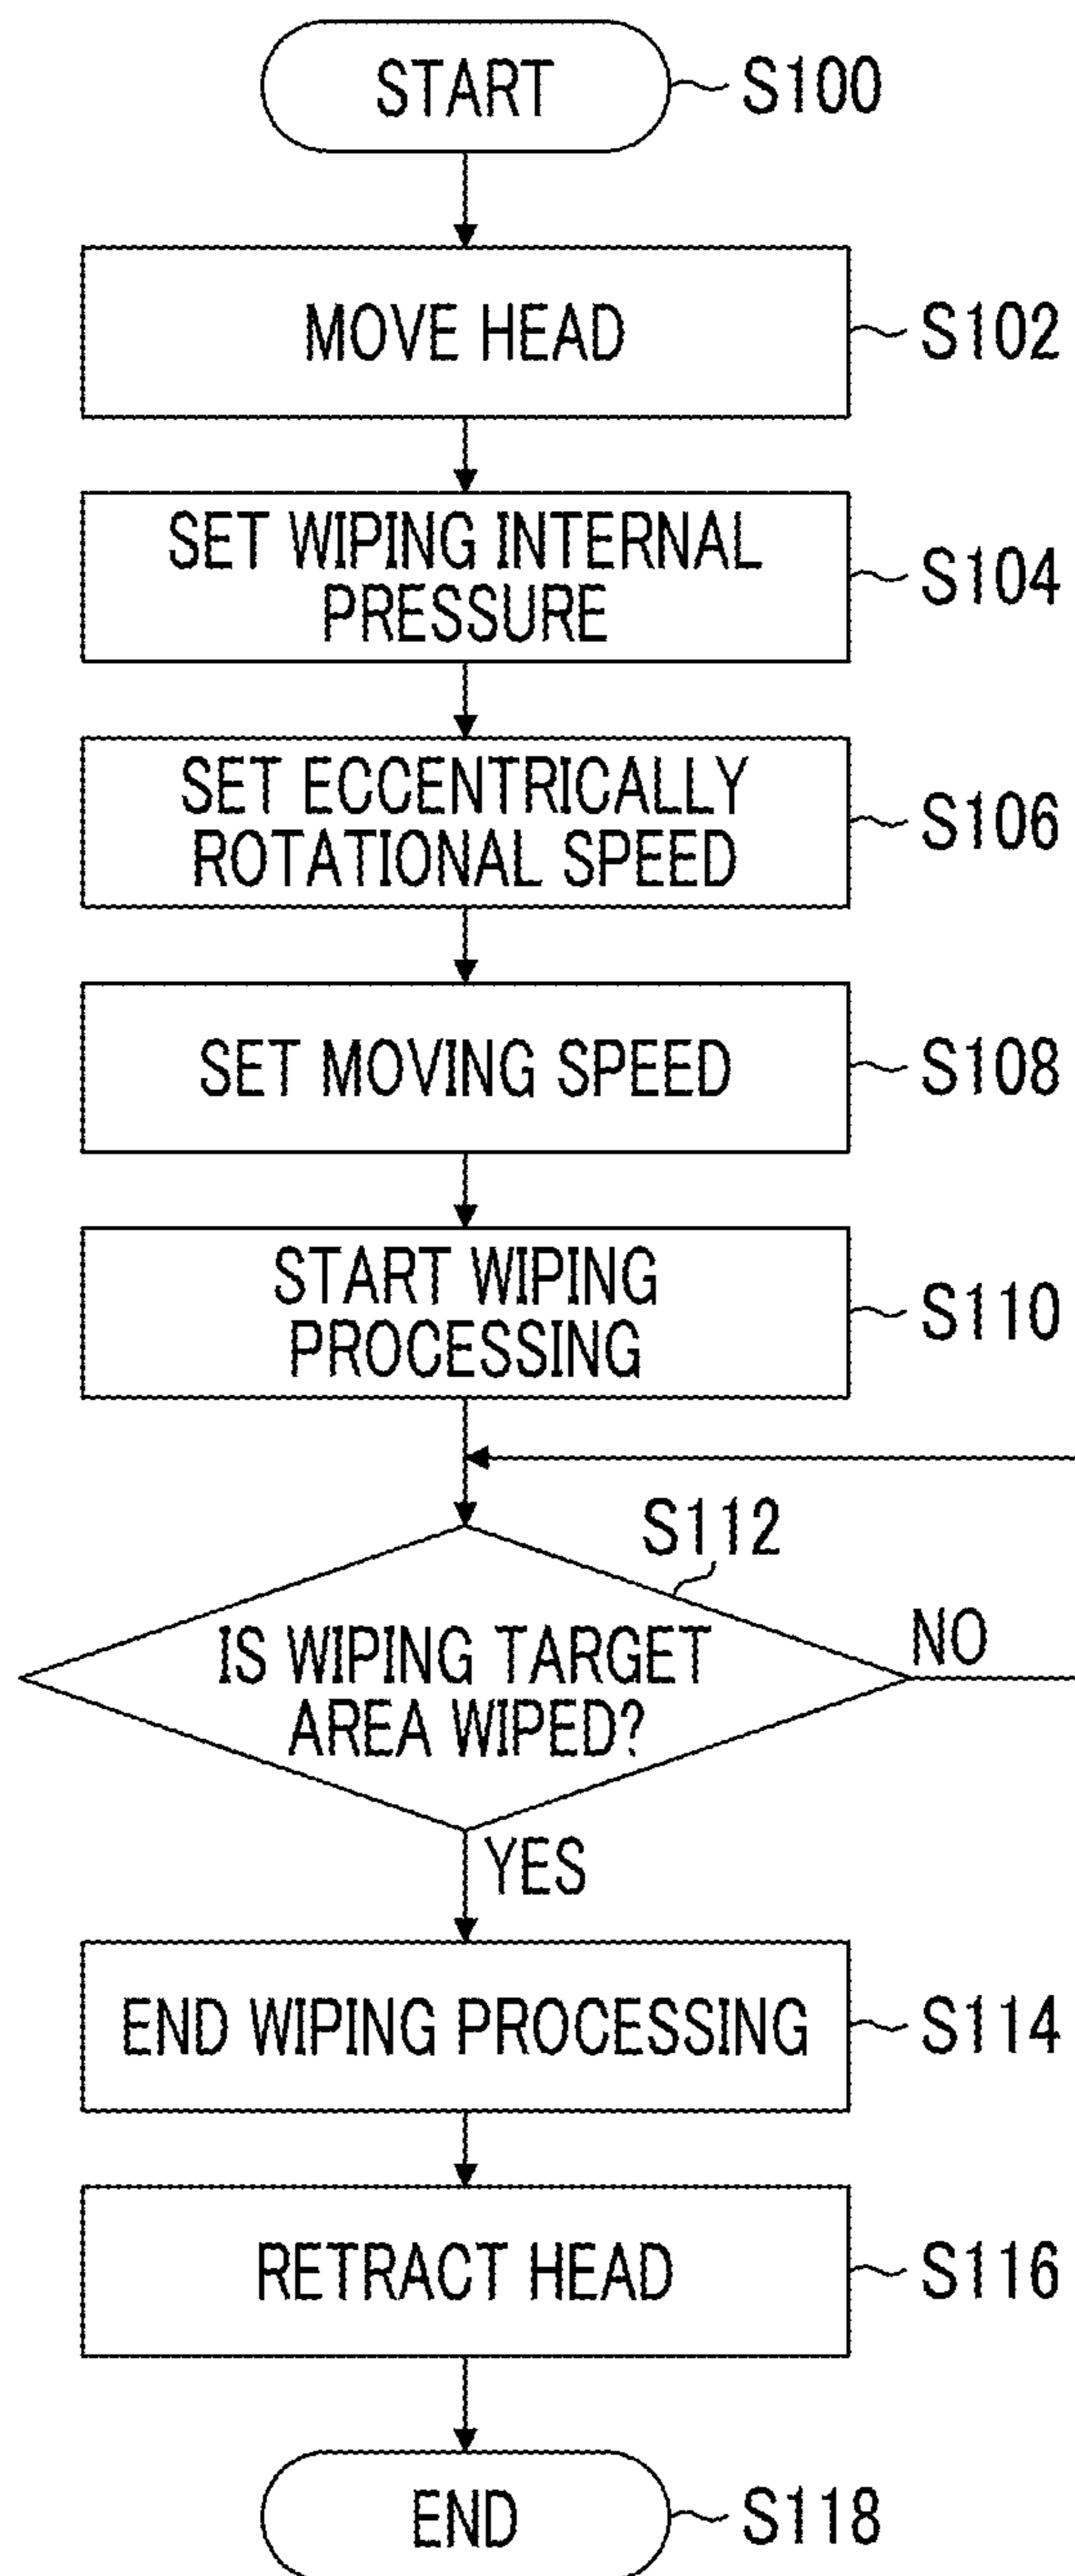 START
S100
MOVE HEAD
S102
SET WIPING INTERNAL
PRESSURE
S104
SET ECCENTRICALLY
ROTATIONAL SPEED
S106
SET MOVING SPEED
S108
START WIPING
PROCESSING
S110
S112
IS WIPING TARGET
AREA WIPED?
NO
YES
END WIPING PROCESSING
S114
RETRACT HEAD
S116
END
S118